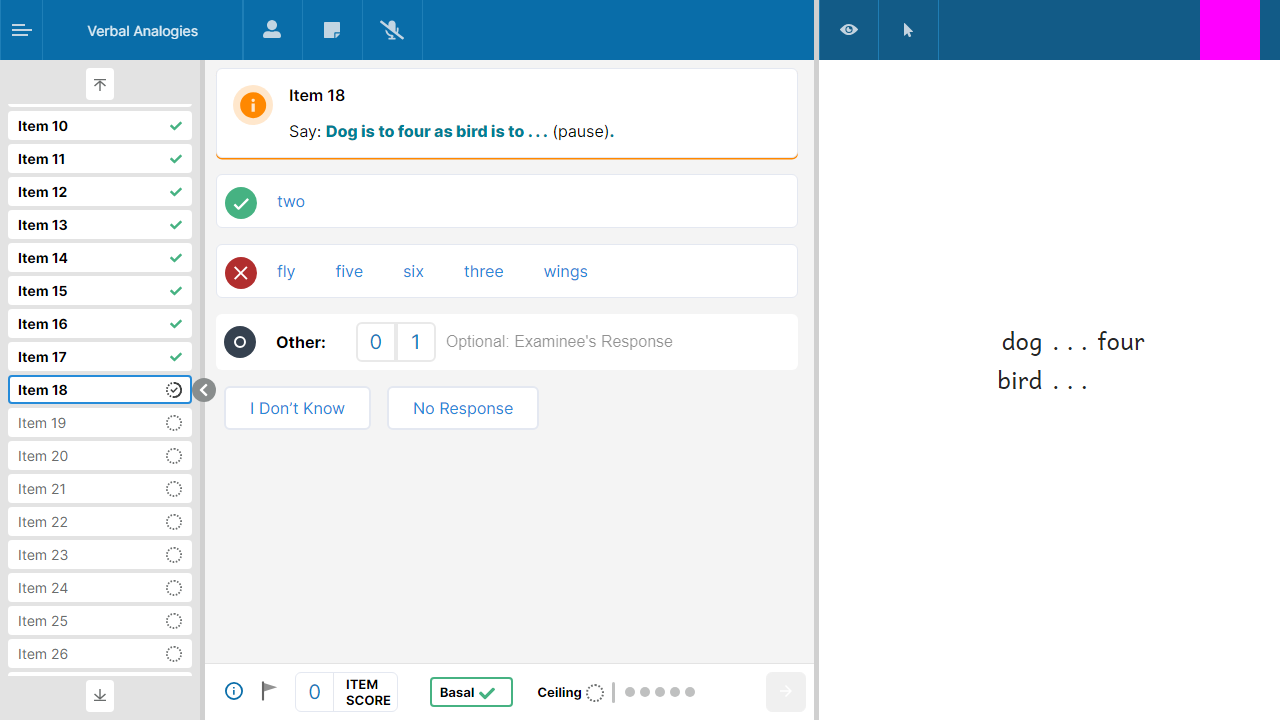 Verbal Analogies
Item 10
Item 11
Item 12
Item 13
Item 14
Item 15
Item 16
Item 17
Item 18
Item 19
Item 20
Item 21
Item 22
Item 23
Item 24
Item 25
Item 26
Item 18
Say: Dog is to four as bird is to . . . (pause).
two
fly five six three wings
Other: 0 1 Optional: Examinee's Response
I Don’t Know No Response
0 ITEM SCORE Basal Ceiling
dog . . . four
bird . . .